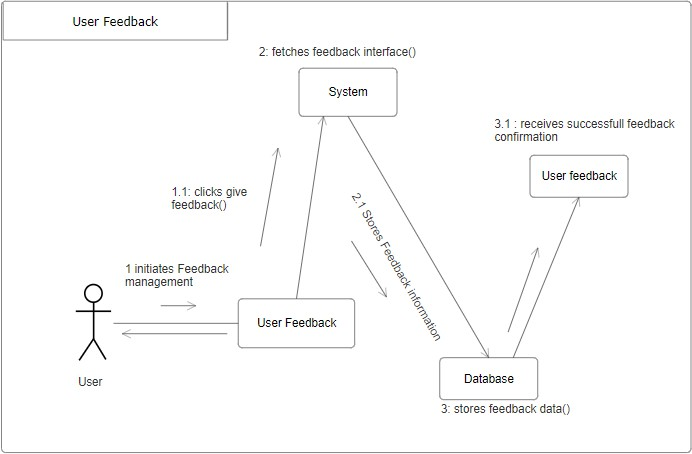 User Feedback
2: fetches feedback interface()
System
3.1 : receives successfull feedback
confirmation
User feedback
1.1: clicks give
feedback()
2.1 Stores Feedback information
1 initiates Feedback
management
User Feedback
User
Database
3: stores feedback data()